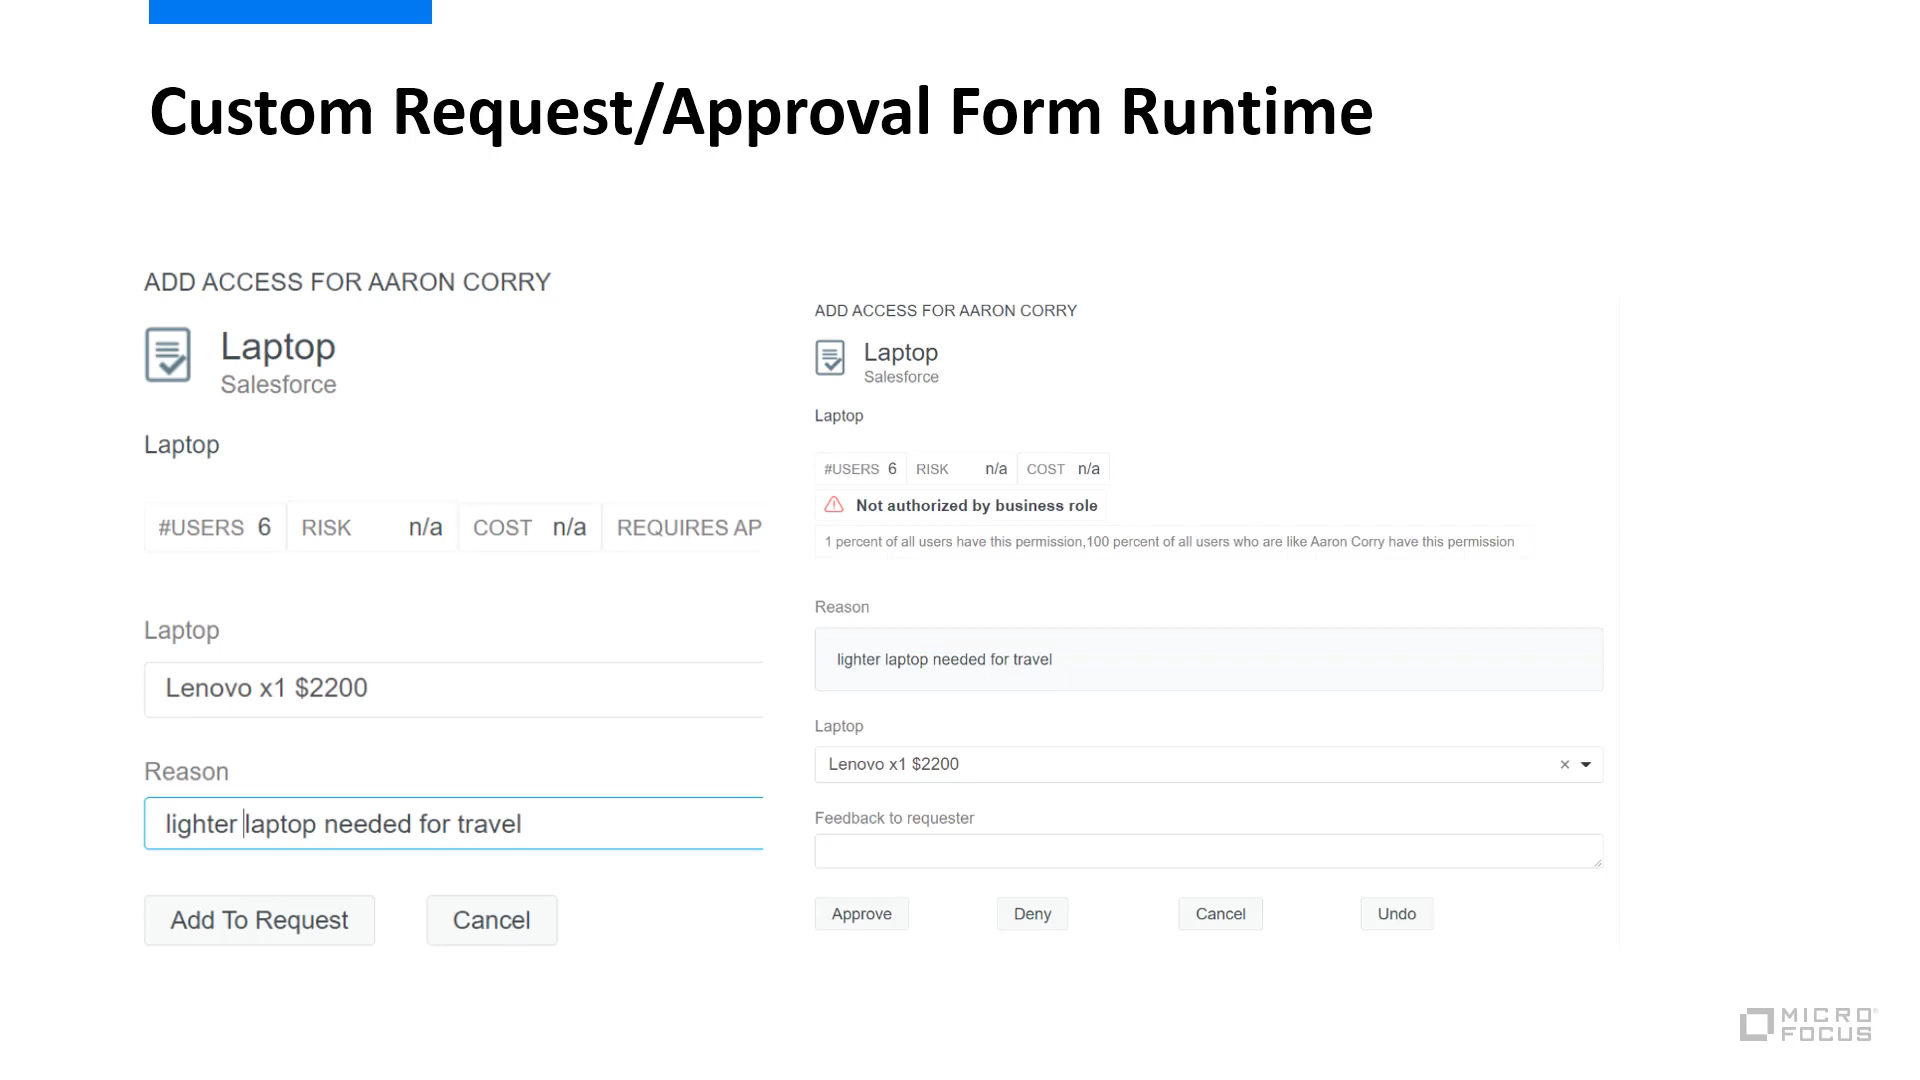 Custom Request/Approval Form Runtime
ADD ACCESS FOR AARON CORRY
Laptop
Salesforce
Laptop
#USERS 6 RISK n/a COST n/a REQUIRES AP
Laptop
Lenovo x1 $2200
Reason
lighter laptop needed for travel
Add To Request Cancel
ADD ACCESS FOR AARON CORRY
Laptop
Salesforce
Laptop
#USERS 6 RISK n/a COST n/a
Not authorized by business role
1 percent of all users have this permission,100 percent of all users who are like Aaron Corry have this permission
Reason
lighter laptop needed for travel
Laptop
Lenovo x1 $2200
Feedback to requester
Approve Deny Cancel Undo
MICRO
FOCUS